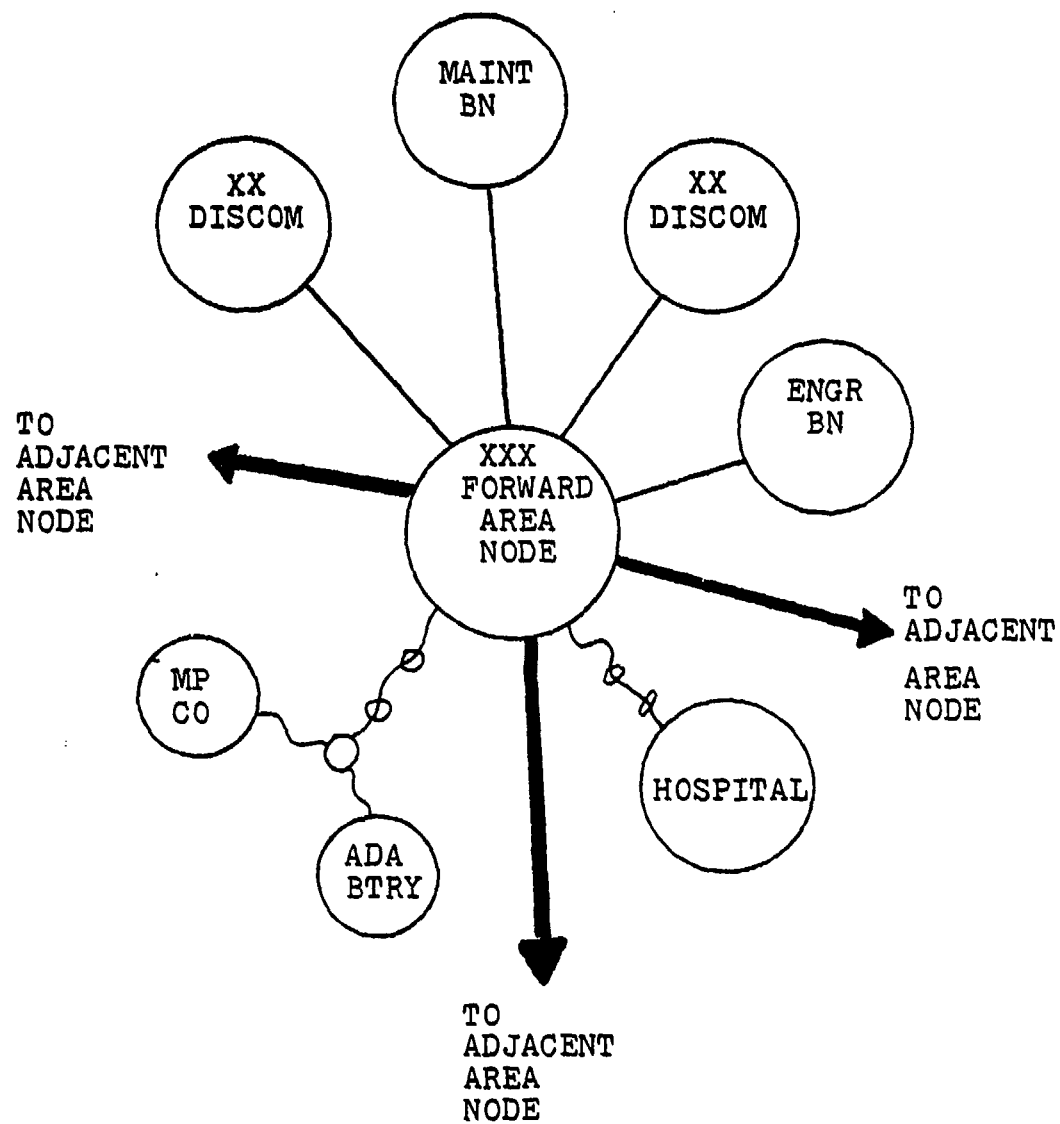 MAINT
BN
XX
DISCOM
XX
DISCOM
ENGR
BN
TO
ADJACENT
AREA
NODE
XXX
FORWARD
AREA
NODE
TO
ADJACENT
AREA
NODE
MP
CO
HOSPITAL
ADA
BTRY
TO
ADJACENT
AREA
NODE